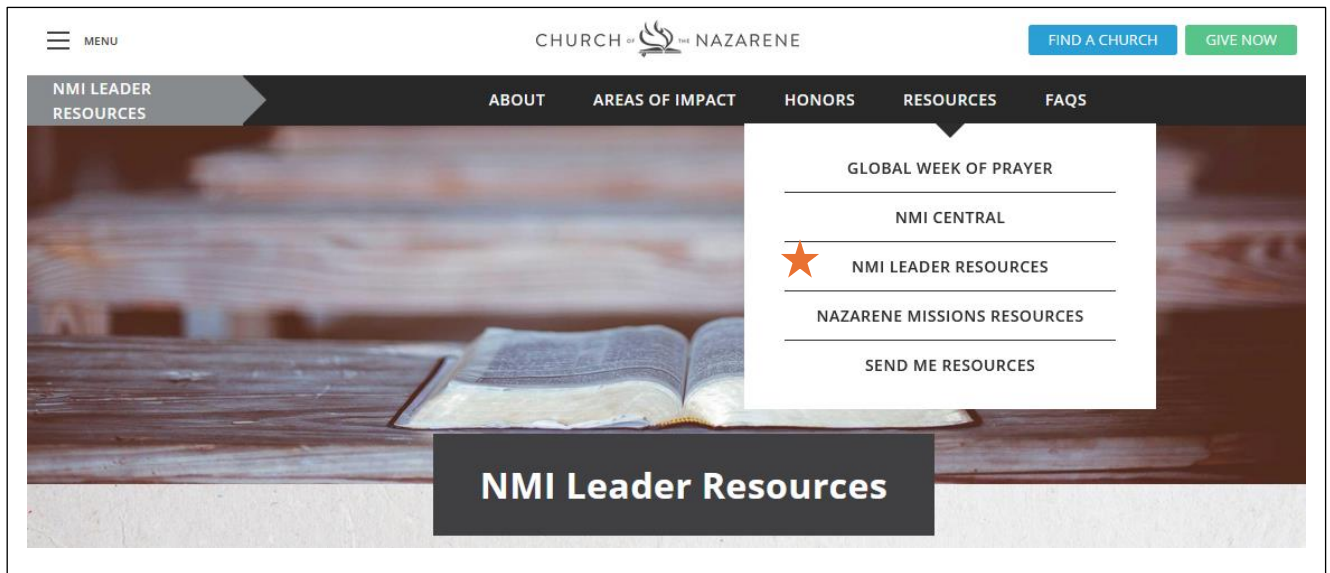 MENU
CHURCH OF THE NAZARENE
FIND A CHURCH
GIVE NOW
NMI LEADER
RESOURCES
ABOUT
AREAS OF IMPACT
HONORS
RESOURCES
FAQS
GLOBAL WEEK OF PRAYER
NMI CENTRAL
NMI LEADER RESOURCES
NAZARENE MISSIONS RESOURCES
SEND ME RESOURCES
NMI Leader Resources